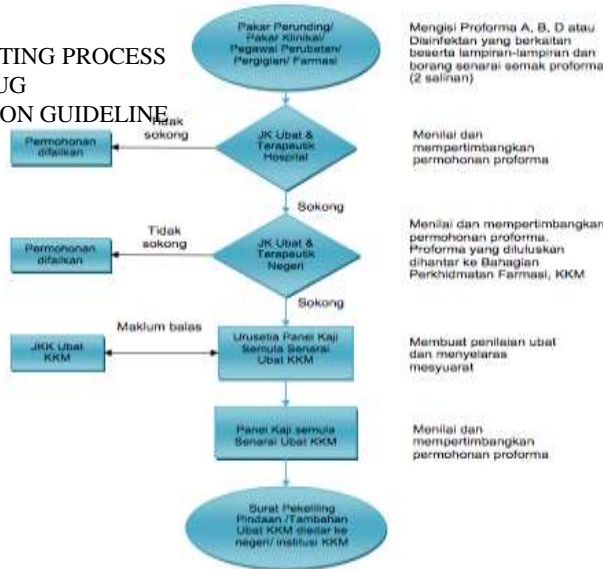 Pakar Perunding/
Pakar Klinikal/
Pegawai Perubatan/
Pergigian/ Farmasi
Mengisi Proforma A, B, D atau
Disinfektan yang berkaitan
beserta lampiran-lampiran dan
borang senarai semak proforma
(2 salinan)
TING PROCESS
UG
ON GUIDELINE
Tidak
sokong
Permohonan
difailkan
JK Ubat &
Terapeutik
Hospital
Menilai dan
mempertimbangkan
permohonan proforma
Sokong
Tidak
sokong
Permohonan
difailkan
JK Ubat &
Terapeutik
Negeri
Menilai dan mempertimbangkan
permohonan proforma.
Proforma yang diluluskan
dihantar ke Bahagian
Perkhidmatan Farmasi, KKM
Sokong
Maklum balas
JKK Ubat
KKM
Urusetia Panel Kaji
Semula Senarai
Ubat KKM
Membuat penilaian ubat
dan menyelaras
mesyuarat
Panel Kaji semula
Senarai Ubat KKM
Menilai dan
mempertimbangkan
permohonan proforma
Surat Pekeliling
Pindaan /Tambahan
Ubat KKM diedar ke
negeri/ institusi KKM